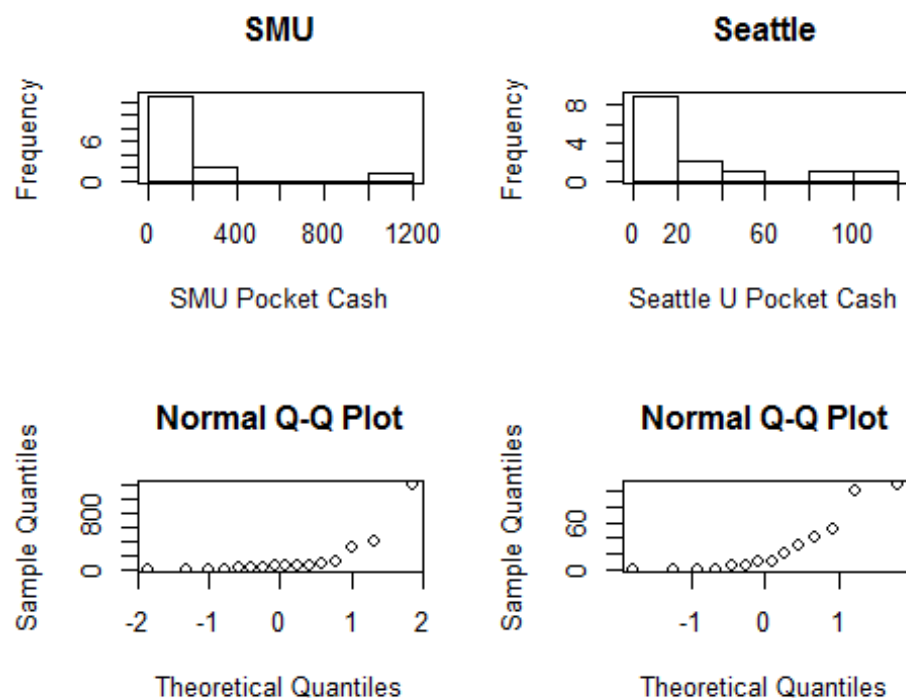 SMU
Frequency
6
0
0 400 800 1200
SMU Pocket Cash
Seattle
Frequency
8
4
0
0 20 60 100
Seattle U Pocket Cash
Normal Q-Q Plot
Sample Quantiles
800
0
-2 -1 0 1 2
Theoretical Quantiles
Normal Q-Q Plot
Sample Quantiles
60
0
-1 0 1
Theoretical Quantiles